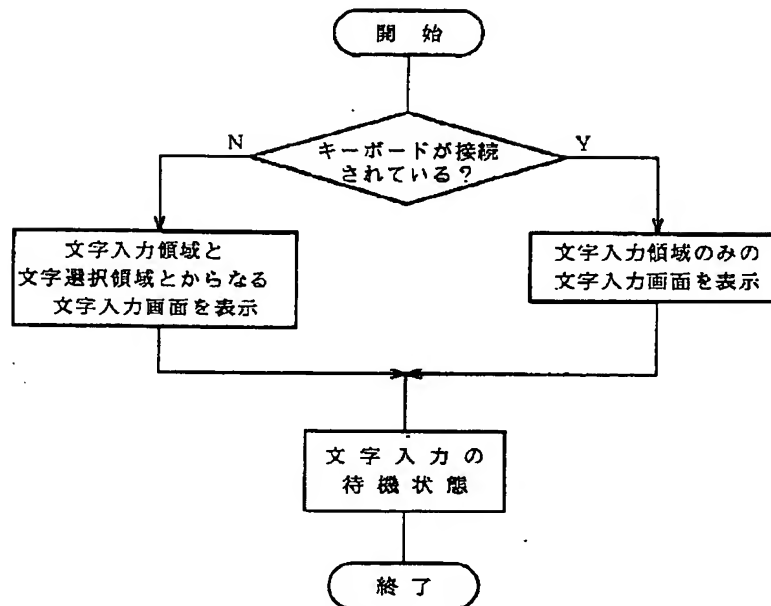 開始
キーボードが接続
されている?
N
Y
文字入力領域と
文字選択領域とからなる
文字入力画面を表示
文字入力領域のみの
文字入力画面を表示
文字入力の
待機状態
終了